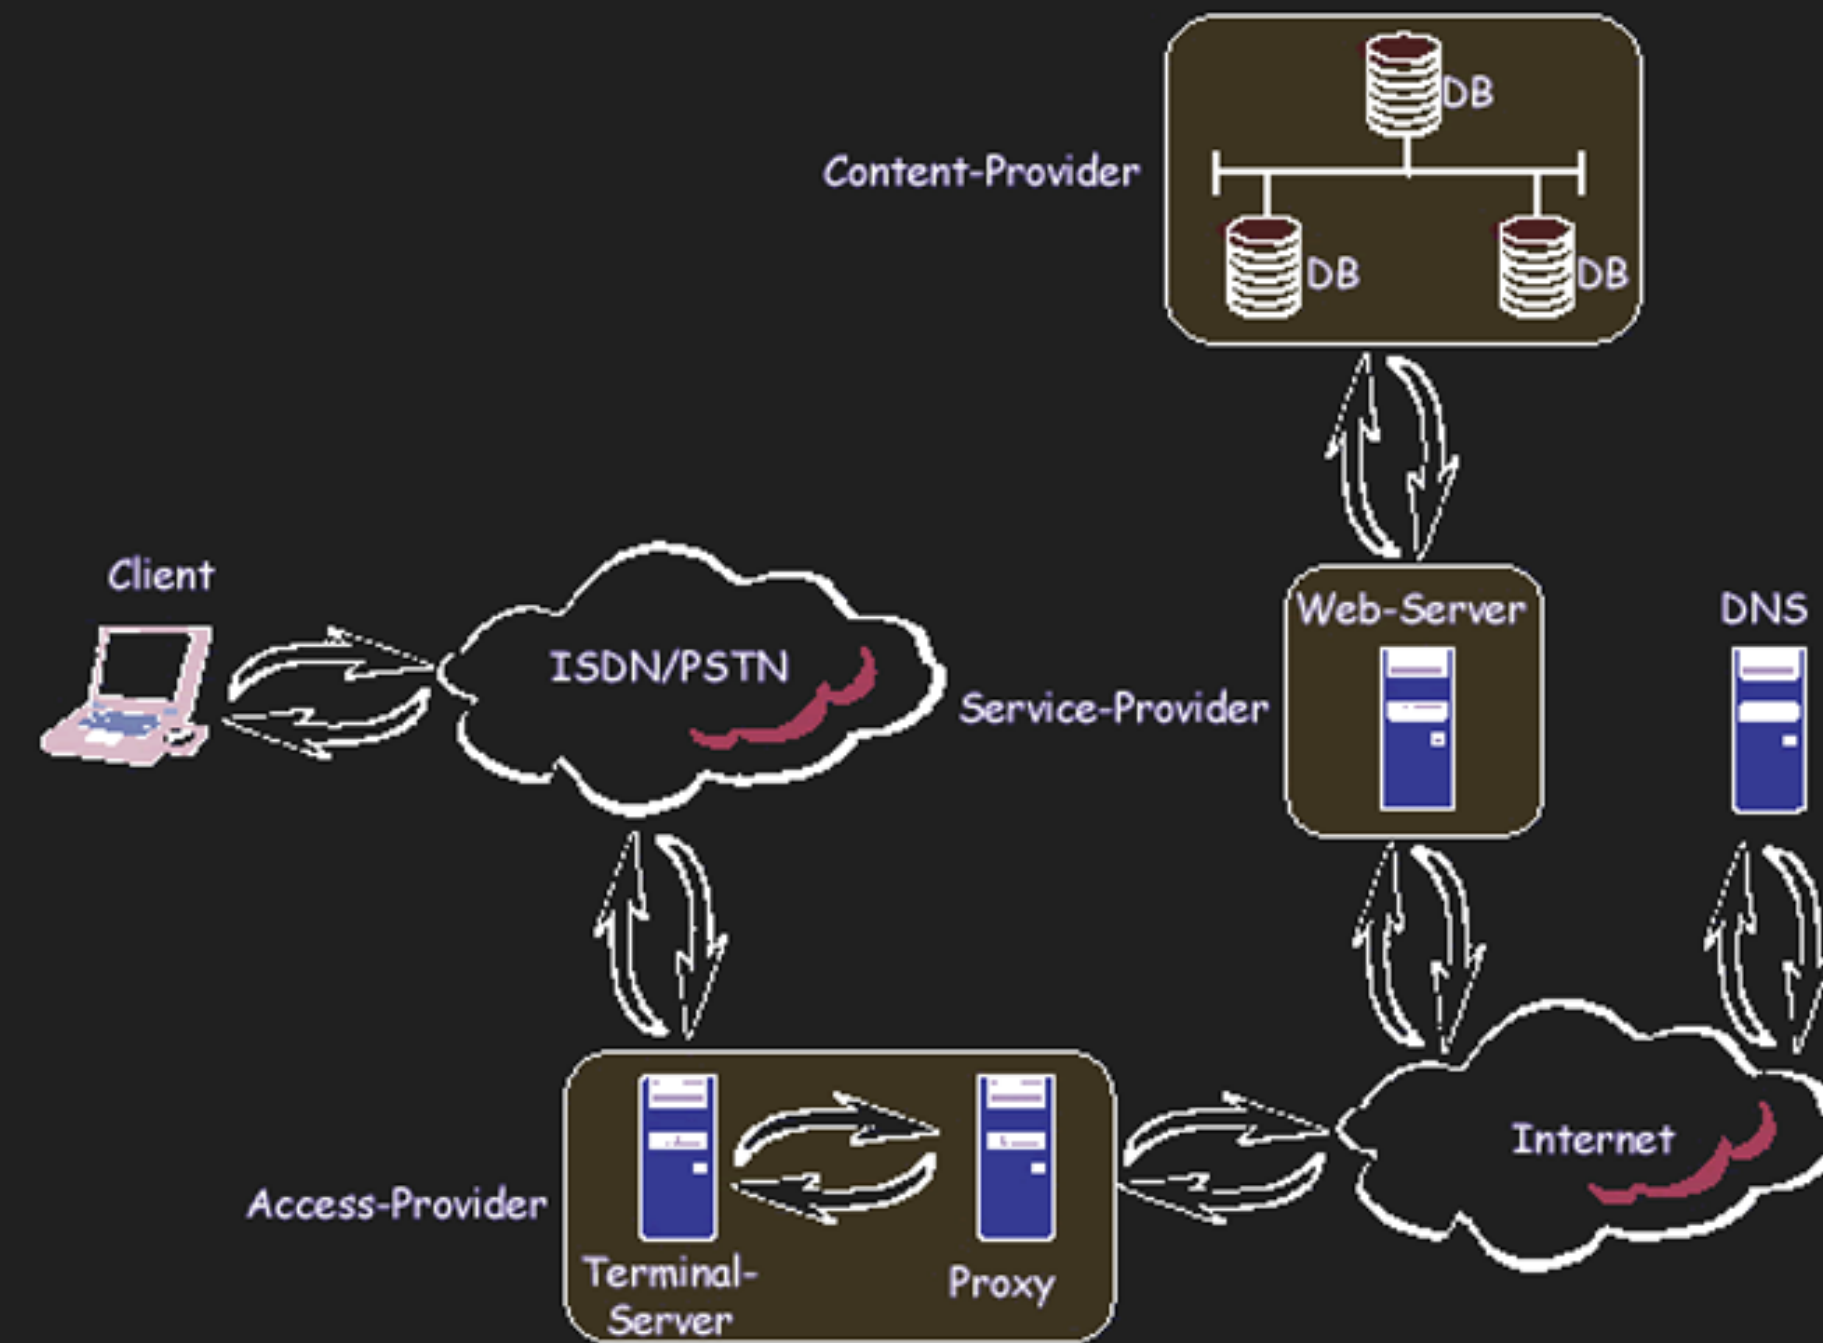 DB
Content-Provider
DB
DB
Client
Web-Server
DNS
ISDN/PSTN
Service-Provider
Internet
Access-Provider
Terminal-
Server
Proxy